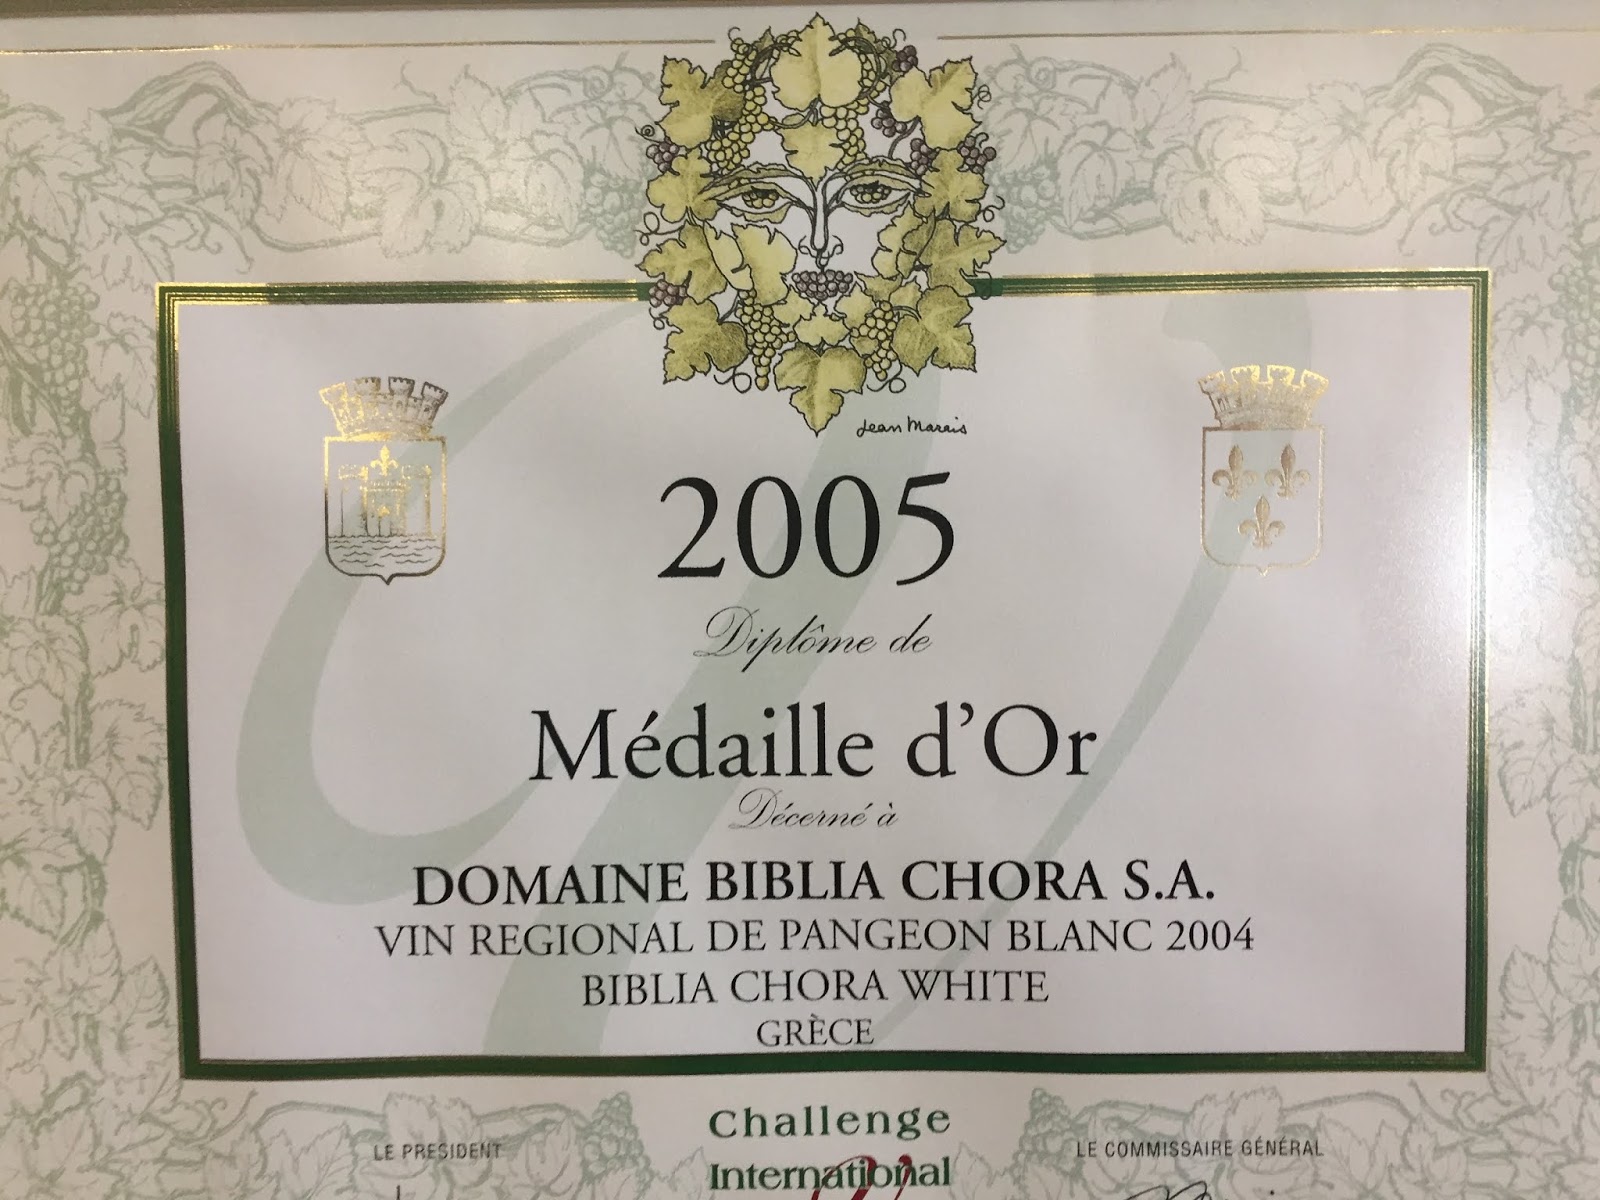 Jean Marais
2005
Diplôme de
Médaille d'Or
Décerné à
DOMAINE BIBLIA CHORA S.A.
VIN REGIONAL DE PANGEON BLANC 2004
BIBLIA CHORA WHITE
GRÈCE
Challenge
International
LE PRESIDENT
LE COMMISSAIRE GÉNÉRAL